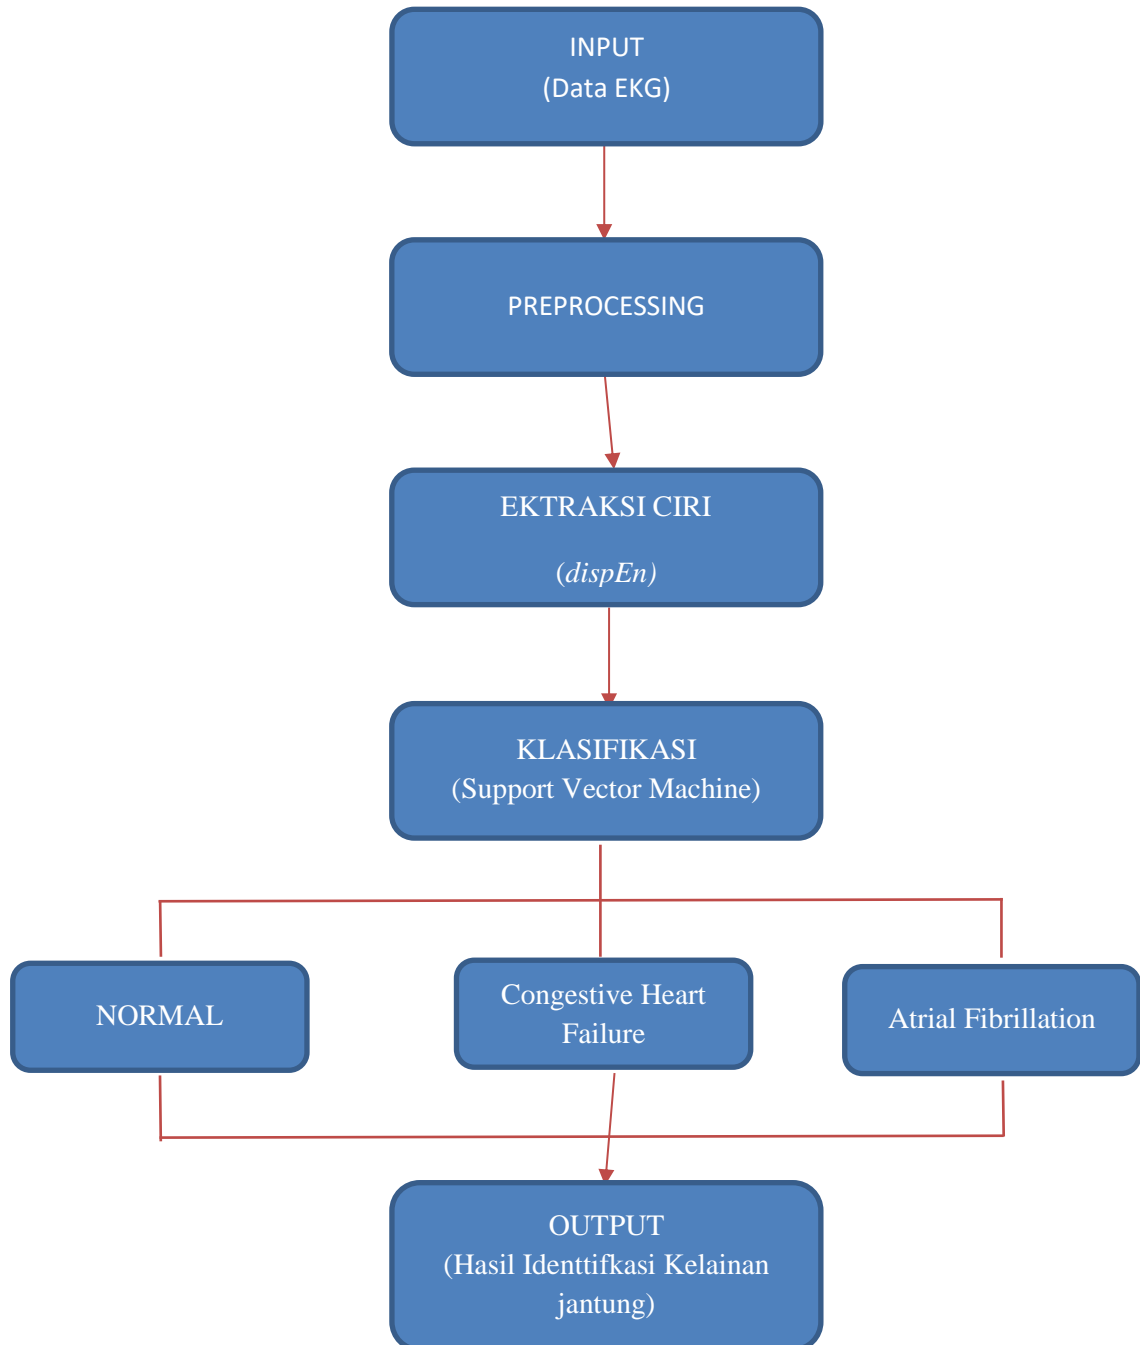 INPUT
(Data EKG)
PREPROCESSING
EKTRAKSI CIRI
(dispEn)
KLASIFIKASI
(Support Vector Machine)
NORMAL
Congestive Heart
Failure
Atrial Fibrillation
OUTPUT
(Hasil Identtifkasi Kelainan
jantung)